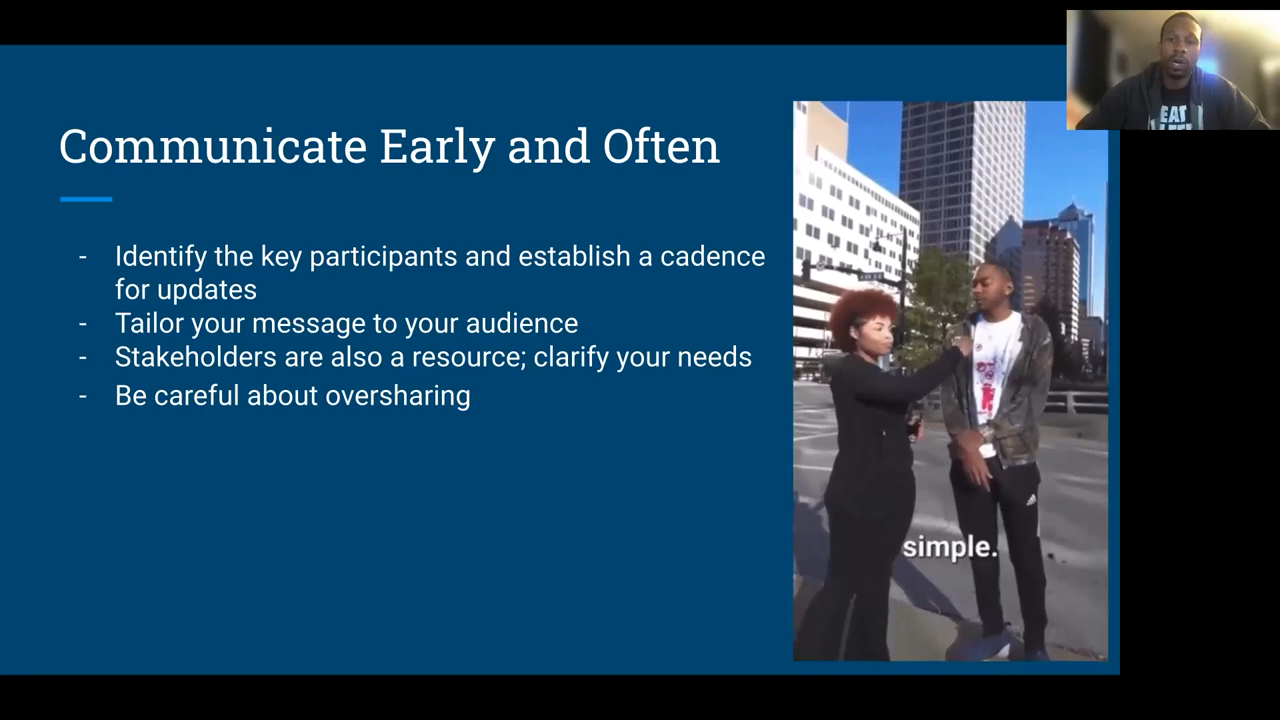 Communicate Early and Often
- Identify the key participants and establish a cadence
for updates
- Tailor your message to your audience
- Stakeholders are also a resource; clarify your needs
- Be careful about oversharing
simple.
EAT